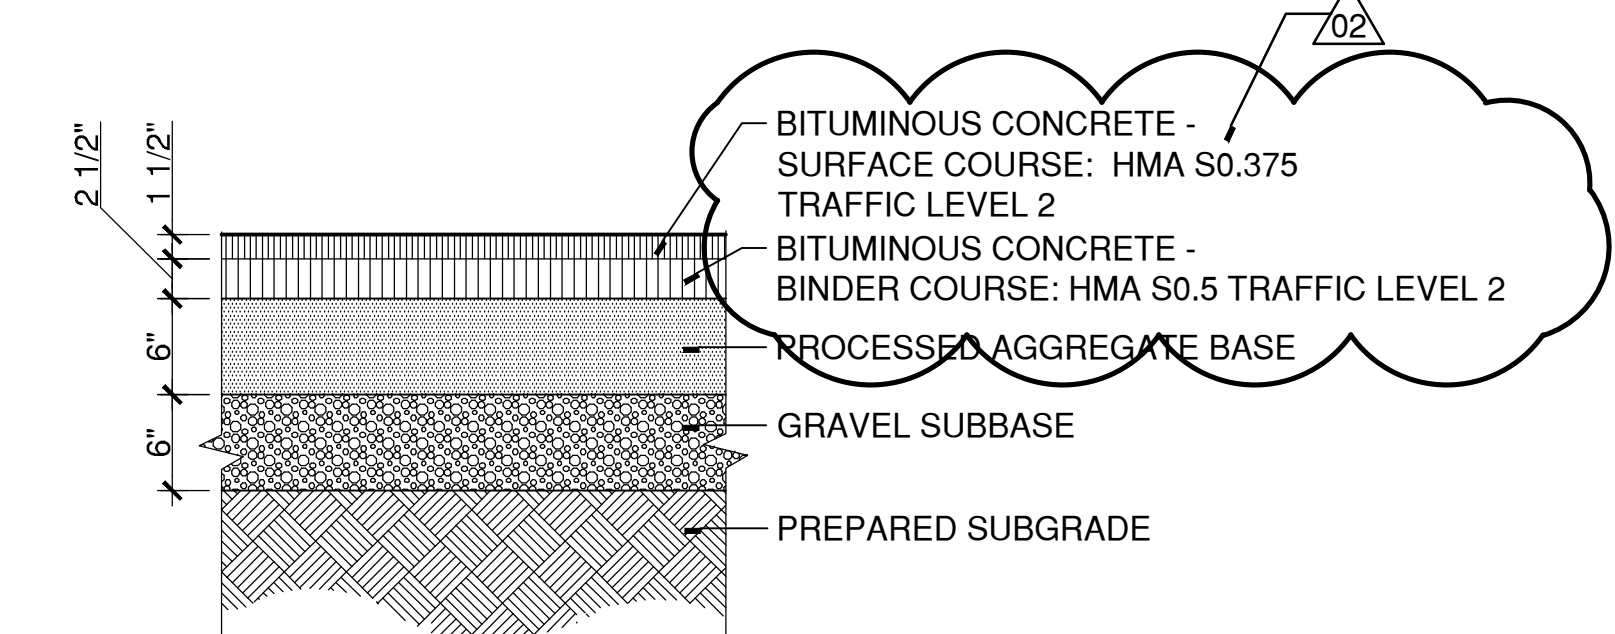 02
BITUMINOUS CONCRETE -
SURFACE COURSE: HMA S0.375
TRAFFIC LEVEL 2
BITUMINOUS CONCRETE -
BINDER COURSE: HMA S0.5 TRAFFIC LEVEL 2
PROCESSED AGGREGATE BASE
GRAVEL SUBBASE
PREPARED SUBGRADE
2 1/2"
1 1/2"
6"
6"